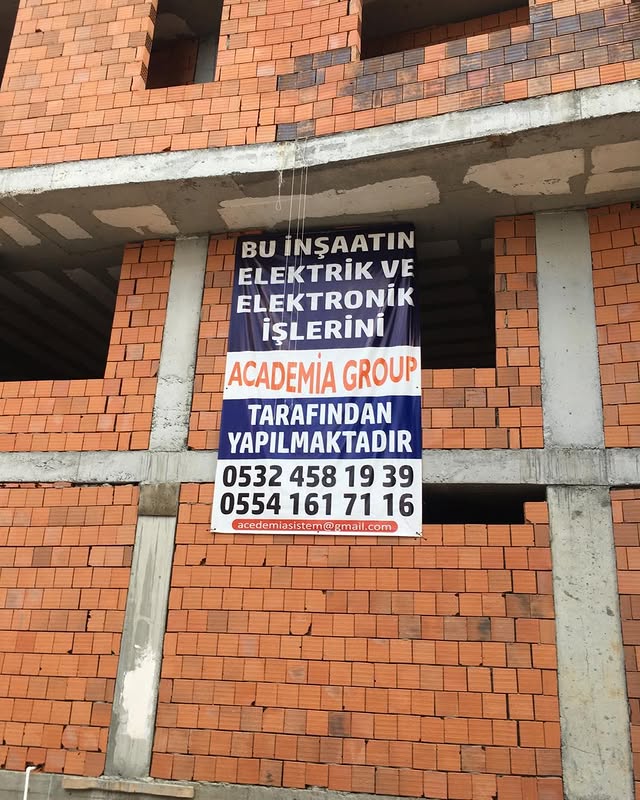 BU İNŞAATIN
ELEKTRİK VE
ELEKTRONİK
İŞLERİNİ
ACADEMİA GROUP
TARAFINDAN
YAPILMAKTADIR
0532 458 19 39
0554 161 71 16
acedemiasistem@gmail.com